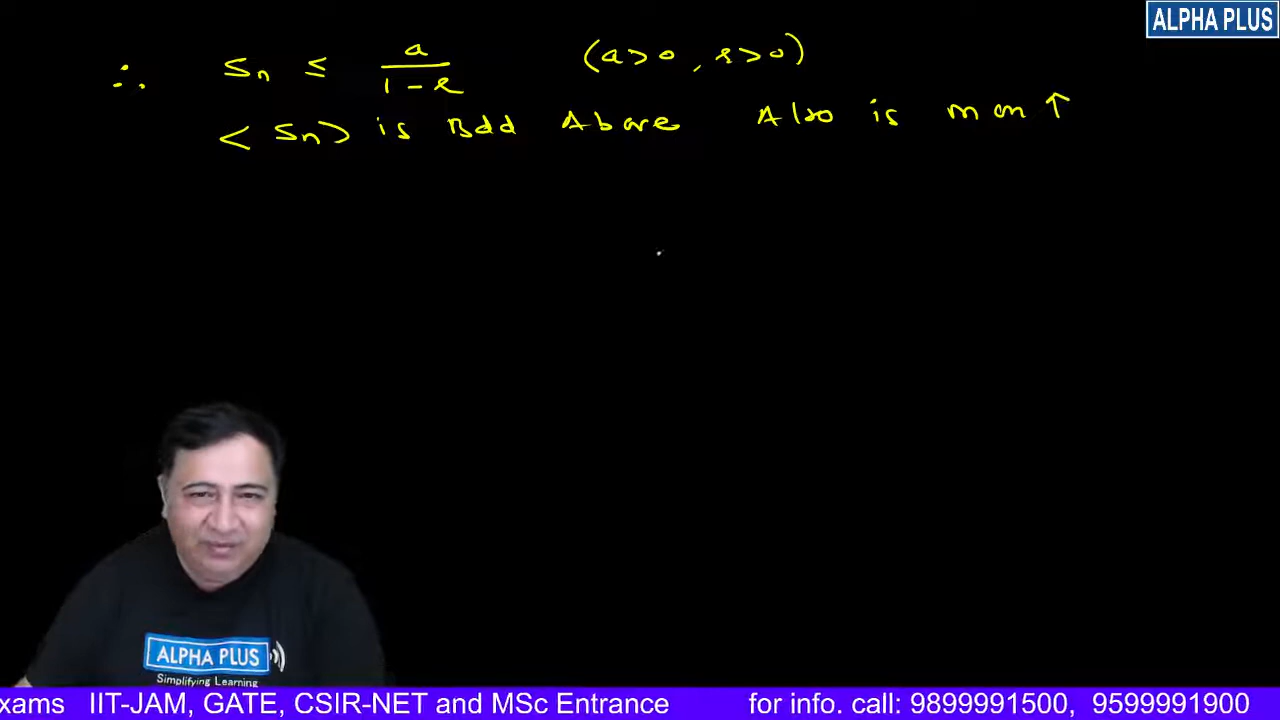 ALPHA PLUS
∴ Sn ≤ a/(1-r) (a>0, r>0)
<Sn> is Bdd Above Also is mon ↑
ALPHA PLUS
Simplifying Learning
xams IIT-JAM, GATE, CSIR-NET and MSc Entrance for info. call: 9899991500, 9599991900